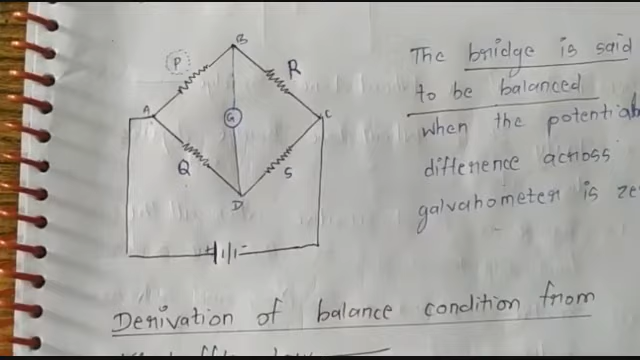 B
P
R
A
G
C
Q
S
D
The bridge is said
to be balanced
when the potential
difference across
galvanometer is ze
Derivation of balance condition from